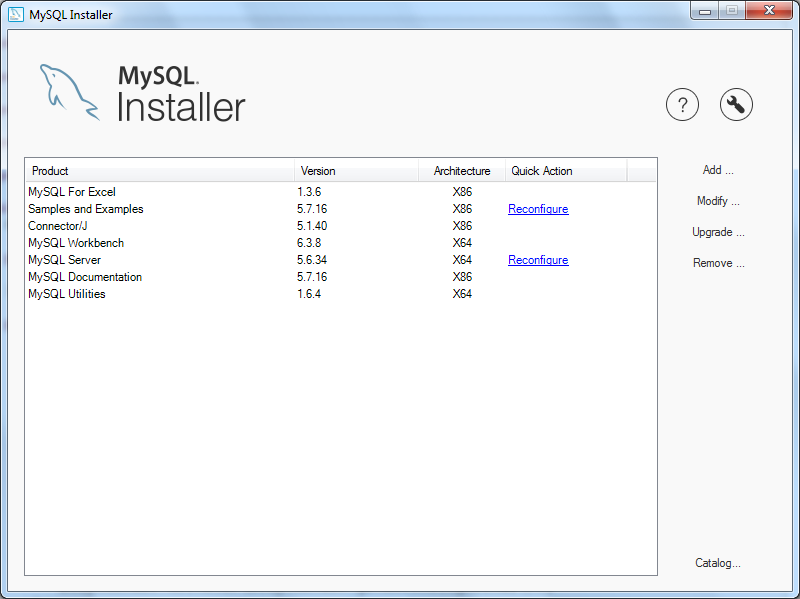 MySQL Installer
MySQL.
Installer
?
Product Version Architecture Quick Action
MySQL For Excel 1.3.6 X86
Samples and Examples 5.7.16 X86 Reconfigure
Connector/J 5.1.40 X86
MySQL Workbench 6.3.8 X64
MySQL Server 5.6.34 X64 Reconfigure
MySQL Documentation 5.7.16 X86
MySQL Utilities 1.6.4 X64
Add ...
Modify ...
Upgrade ...
Remove ...
Catalog...